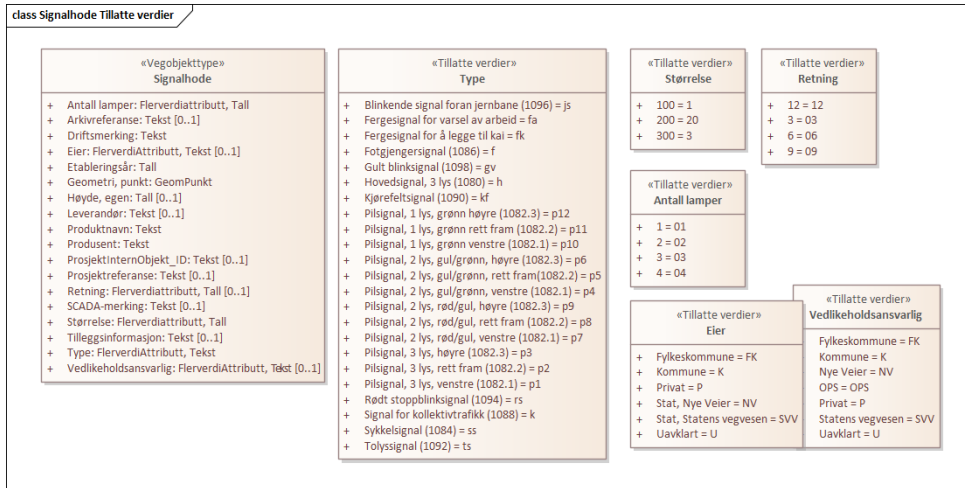 class Signalhode Tillatte verdier
«Vegobjekttype»
Signalhode
+ Antall lamper: Flerverdiattributt, Tall
+ Arkivreferanse: Tekst [0..1]
+ Driftsmerking: Tekst
+ Eier: FlerverdiAttributt, Tekst [0..1]
+ Etableringsår: Tall
+ Geometri, punkt: GeomPunkt
+ Høyde, egen: Tall [0..1]
+ Leverandør: Tekst [0..1]
+ Produktnavn: Tekst
+ Produsent: Tekst
+ ProsjektInternObjekt_ID: Tekst [0..1]
+ Prosjektreferanse: Tekst [0..1]
+ Retning: Flerverdiattributt, Tall [0..1]
+ SCADA-merking: Tekst [0..1]
+ Størrelse: Flerverdiattributt, Tall
+ Tilleggsinformasjon: Tekst [0..1]
+ Type: FlerverdiAttributt, Tekst
+ Vedlikeholdsansvarlig: FlerverdiAttributt, Tekst [0..1]
«Tillatte verdier»
Type
+ Blinkende signal foran jernbane (1096) = js
+ Fergesignal for varsel av arbeid = fa
+ Fergesignal for å legge til kai = fk
+ Fotgjengersignal (1086) = f
+ Gult blinksignal (1098) = gv
+ Hovedsignal, 3 lys (1080) = h
+ Kjørefeltsignal (1090) = kf
+ Pilsignal, 1 lys, grønn høyre (1082.3) = p12
+ Pilsignal, 1 lys, grønn rett fram (1082.2) = p11
+ Pilsignal, 1 lys, grønn venstre (1082.1) = p10
+ Pilsignal, 2 lys, gul/grønn, høyre (1082.3) = p6
+ Pilsignal, 2 lys, gul/grønn, rett fram(1082.2) = p5
+ Pilsignal, 2 lys, gul/grønn, venstre (1082.1) = p4
+ Pilsignal, 2 lys, rød/gul, høyre (1082.3) = p9
+ Pilsignal, 2 lys, rød/gul, rett fram (1082.2) = p8
+ Pilsignal, 2 lys, rød/gul, venstre (1082.1) = p7
+ Pilsignal, 3 lys, høyre (1082.3) = p3
+ Pilsignal, 3 lys, rett fram (1082.2) = p2
+ Pilsignal, 3 lys, venstre (1082.1) = p1
+ Rødt stoppblinksignal (1094) = rs
+ Signal for kollektivtrafikk (1088) = k
+ Sykkelsignal (1084) = ss
+ Tolyssignal (1092) = ts
«Tillatte verdier»
Størrelse
+ 100 = 1
+ 200 = 20
+ 300 = 3
«Tillatte verdier»
Retning
+ 12 = 12
+ 3 = 03
+ 6 = 06
+ 9 = 09
«Tillatte verdier»
Antall lamper
+ 1 = 01
+ 2 = 02
+ 3 = 03
+ 4 = 04
«Tillatte verdier»
Eier
+ Fylkeskommune = FK
+ Kommune = K
+ Privat = P
+ Stat, Nye Veier = NV
+ Stat, Statens vegvesen = SVV
+ Uavklart = U
«Tillatte verdier»
Vedlikeholdsansvarlig
Fylkeskommune = FK
Kommune = K
Nye Veier = NV
OPS = OPS
Privat = P
Statens vegvesen = SVV
Uavklart = U